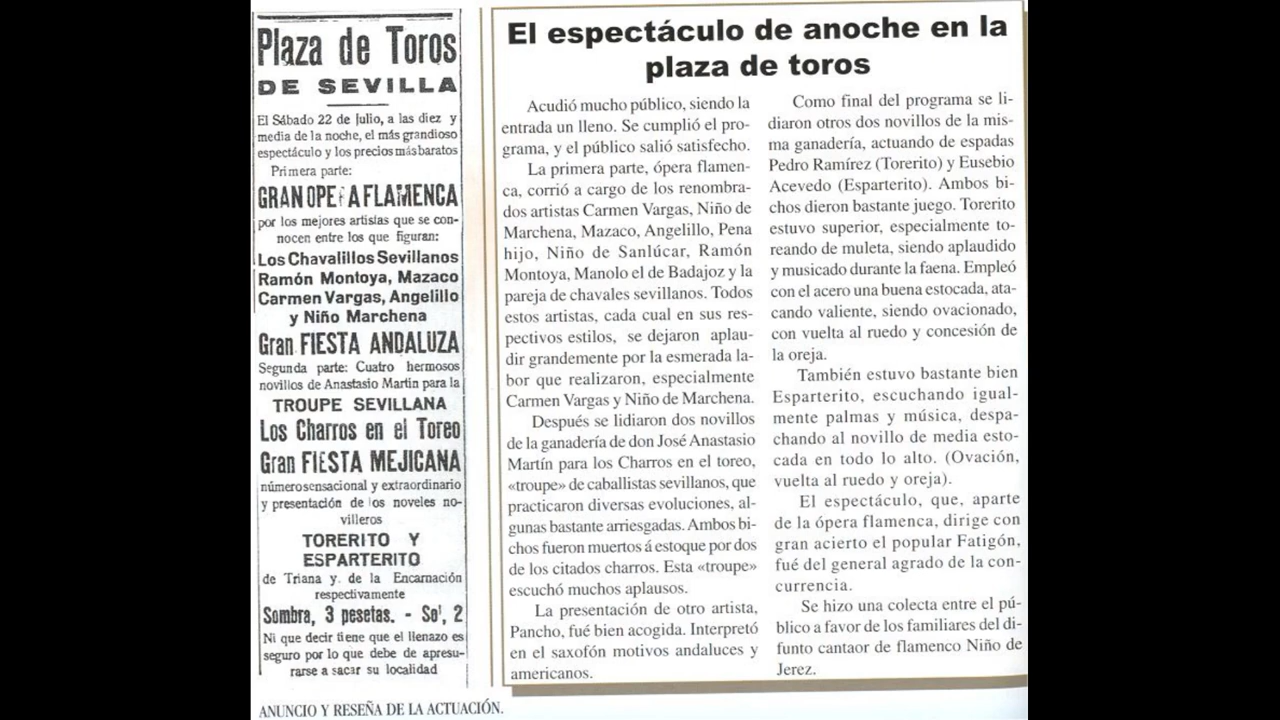 Plaza de Toros
DE SEVILLA
El Sábado 22 de Julio, a las diez y
media de la noche, el más grandioso
espectáculo y los precios más baratos
Primera parte:
GRAN OPERA FLAMENCA
por los mejores artistas que se con-
nocen entre los que figuran:
Los Chavalillos Sevillanos
Ramón Montoya, Mazaco
Carmen Vargas, Angelillo
y Niño Marchena
Gran FIESTA ANDALUZA
Segunda parte: Cuatro hermosos
novillos de Anastasio Martin para la
TROUPE SEVILLANA
Los Charros en el Toreo
Gran FIESTA MEJICANA
número sensacional y extraordinario
y presentación de los noveles no-
villeros
TORERITO Y
ESPARTERITO
de Triana y de la Encarnación
respectivamente
Sombra, 3 pesetas. - Sol, 2
Ni que decir tiene que el llenazo es
seguro por lo que debe de apresu-
rarse a sacar su localidad
El espectáculo de anoche en la
plaza de toros
Acudió mucho público, siendo la
entrada un lleno. Se cumplió el pro-
grama, y el público salió satisfecho.
La primera parte, ópera flamen-
ca, corrió a cargo de los renombra-
dos artistas Carmen Vargas, Niño de
Marchena, Mazaco, Angelillo, Pena
hijo, Niño de Sanlúcar, Ramón
Montoya, Manolo el de Badajoz y la
pareja de chavales sevillanos. Todos
estos artistas, cada cual en sus res-
pectivos estilos, se dejaron aplau-
dir grandemente por la esmerada la-
bor que realizaron, especialmente
Carmen Vargas y Niño de Marchena.
Después se lidiaron dos novillos
de la ganadería de don José Anastasio
Martín para los Charros en el toreo,
«troupe» de caballistas sevillanos, que
practicaron diversas evoluciones, al-
gunas bastante arriesgadas. Ambos bi-
chos fueron muertos á estoque por dos
de los citados charros. Esta «troupe»
escuchó muchos aplausos.
La presentación de otro artista,
Pancho, fué bien acogida. Interpretó
en el saxofón motivos andaluces y
americanos.
Como final del programa se li-
diaron otros dos novillos de la mis-
ma ganadería, actuando de espadas
Pedro Ramírez (Torerito) y Eusebio
Acevedo (Esparterito). Ambos bi-
chos dieron bastante juego. Torerito
estuvo superior, especialmente to-
reando de muleta, siendo aplaudido
y musicado durante la faena. Empleó
con el acero una buena estocada, ata-
cando valiente, siendo ovacionado,
con vuelta al ruedo y concesión de
la oreja.
También estuvo bastante bien
Esparterito, escuchando igual-
mente palmas y música, despa-
chando al novillo de media esto-
cada en todo lo alto. (Ovación,
vuelta al ruedo y oreja).
El espectáculo, que, aparte
de la ópera flamenca, dirige con
gran acierto el popular Fatigón,
fué del general agrado de la con-
currencia.
Se hizo una colecta entre el pú-
blico a favor de los familiares del di-
funto cantaor de flamenco Niño de
Jerez.
ANUNCIO Y RESEÑA DE LA ACTUACIÓN.